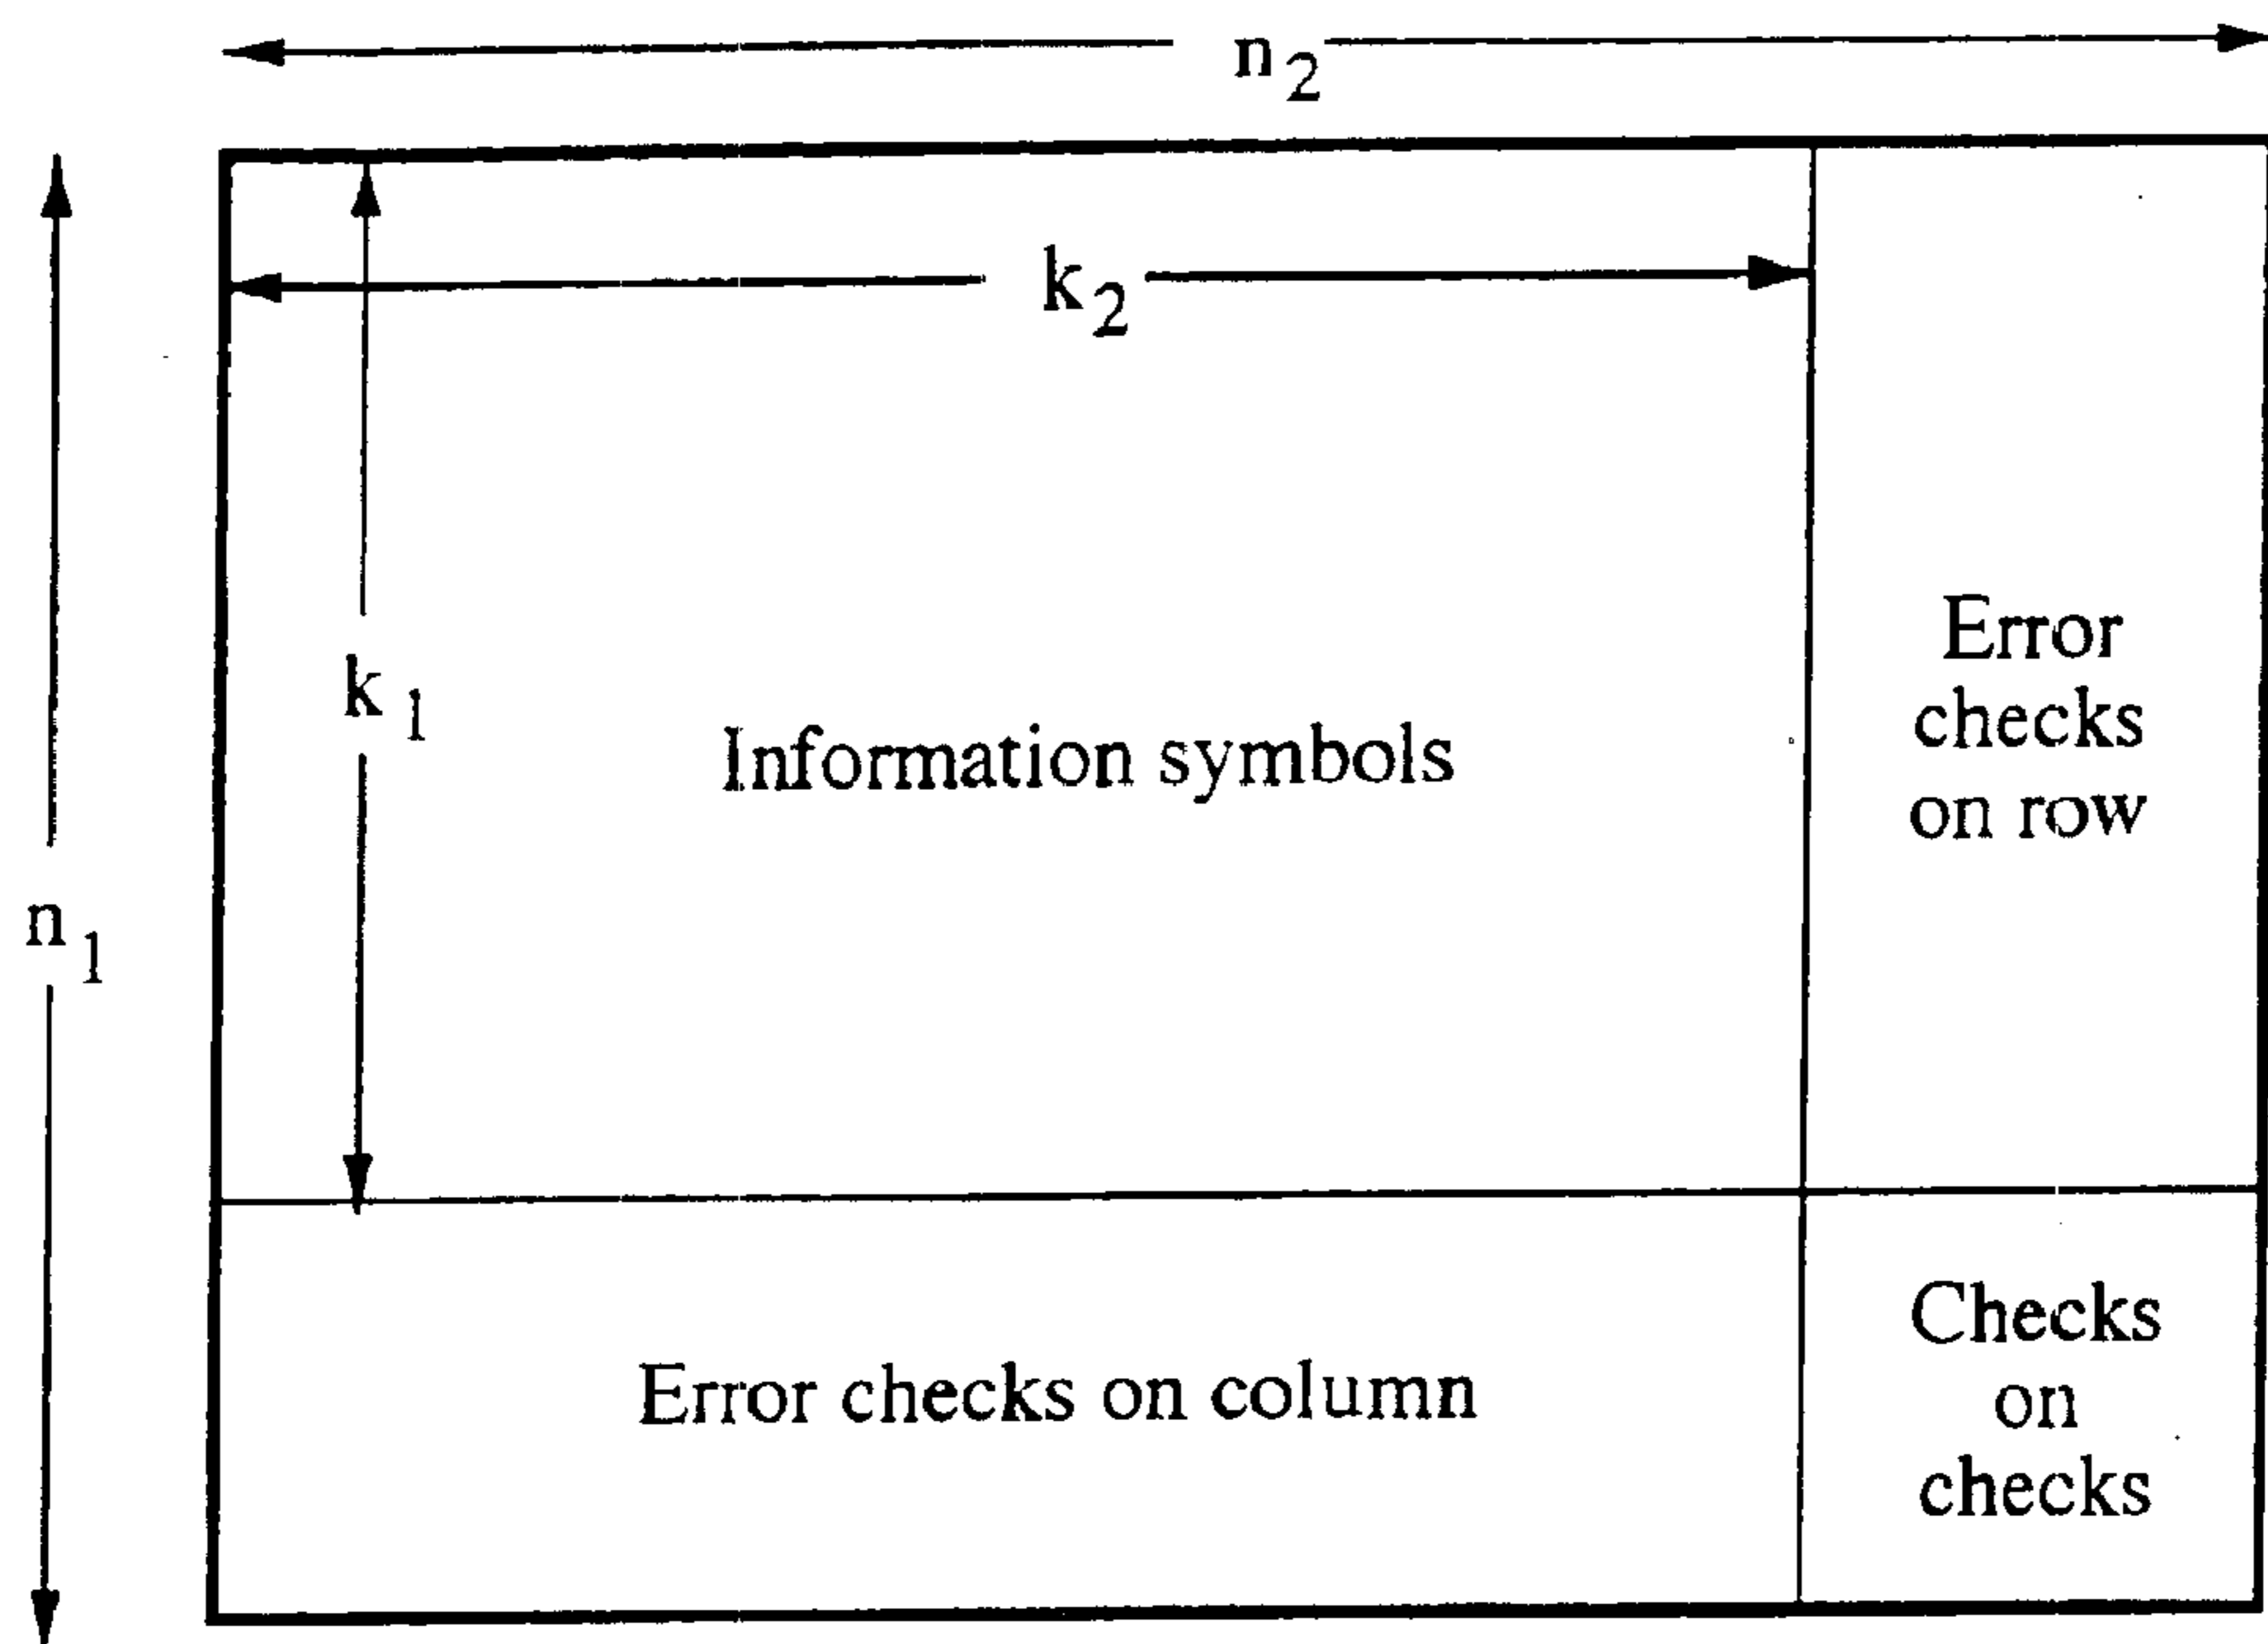 n2
k2
k1
Information symbols
Error
checks
on row
n1
Error checks on column
Checks
on
checks